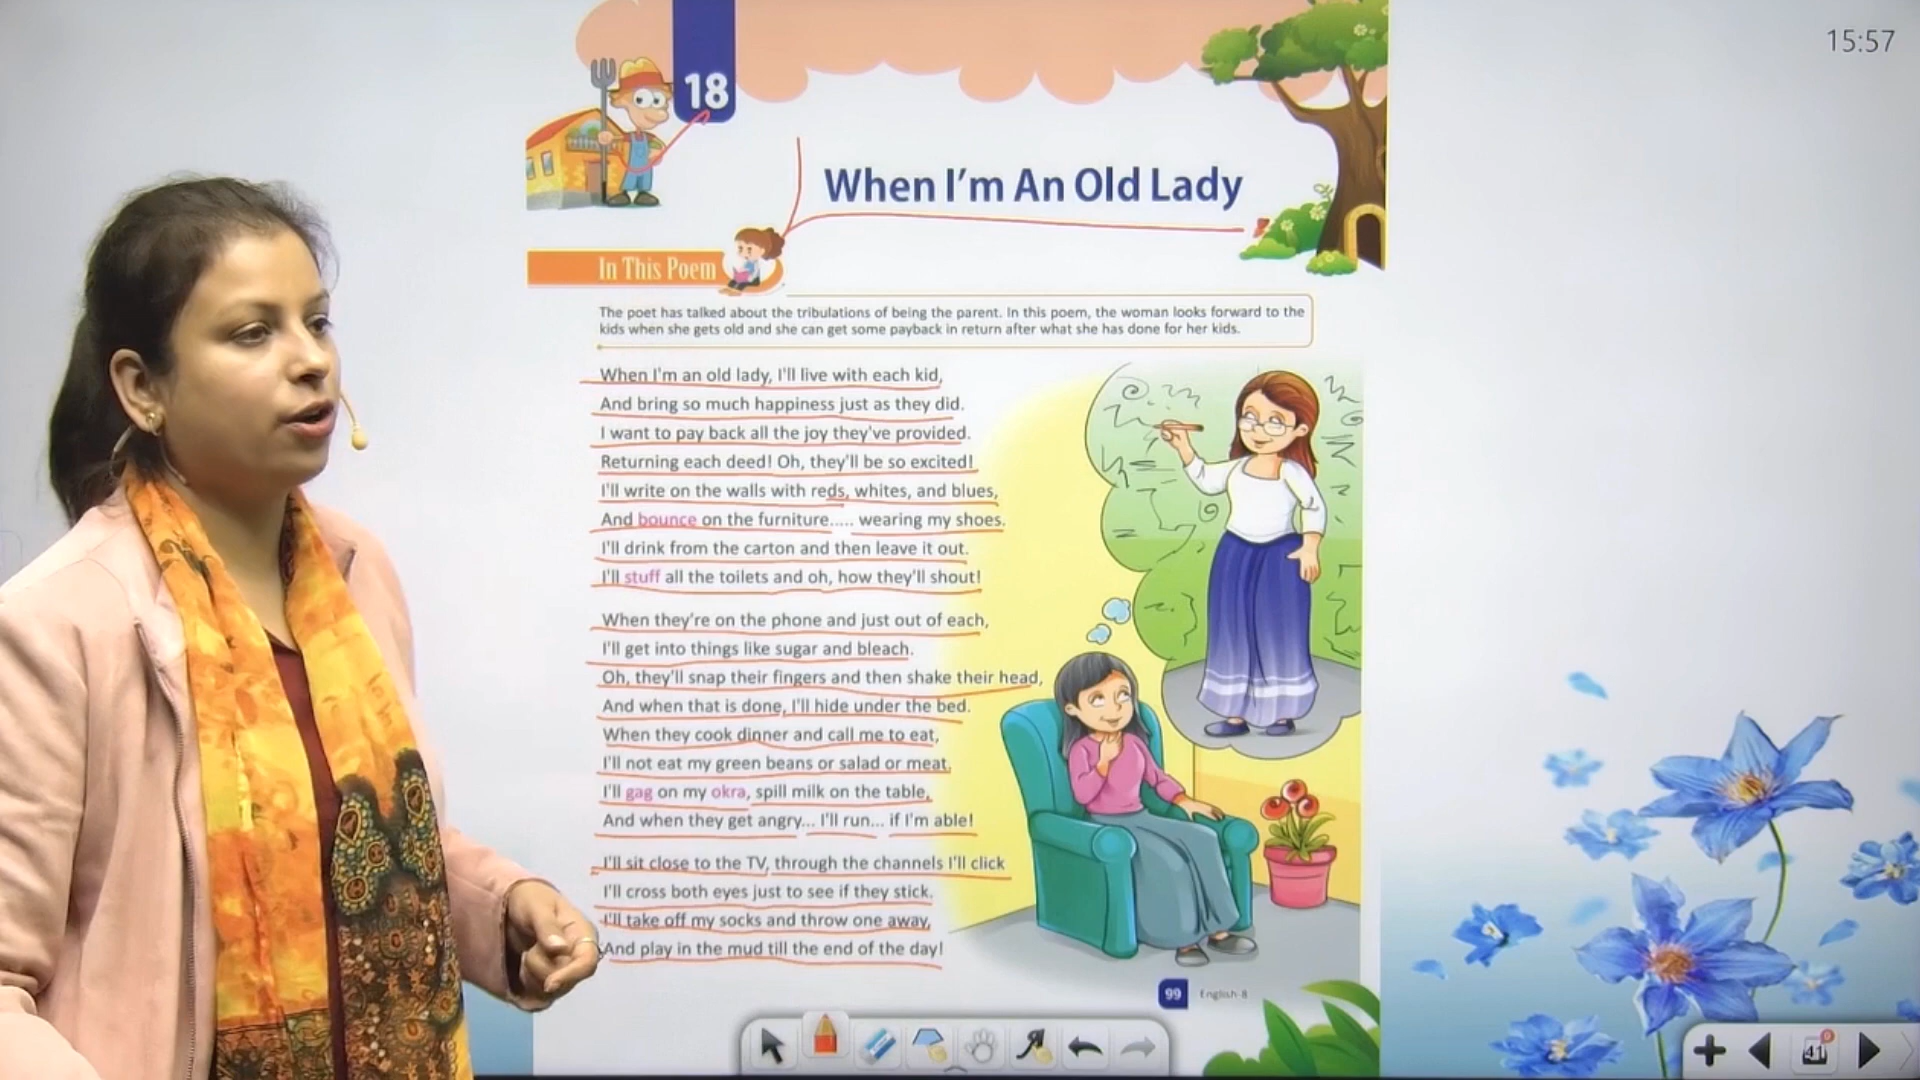 15:57
18
When I'm An Old Lady
In This Poem
The poet has talked about the tribulations of being the parent. In this poem, the woman looks forward to the
kids when she gets old and she can get some payback in return after what she has done for her kids.
When I'm an old lady, I'll live with each kid,
And bring so much happiness just as they did.
I want to pay back all the joy they've provided.
Returning each deed! Oh, they'll be so excited!
I'll write on the walls with reds, whites, and blues,
And bounce on the furniture..... wearing my shoes.
I'll drink from the carton and then leave it out.
I'll stuff all the toilets and oh, how they'll shout!
When they're on the phone and just out of each,
I'll get into things like sugar and bleach.
Oh, they'll snap their fingers and then shake their head,
And when that is done, I'll hide under the bed.
When they cook dinner and call me to eat,
I'll not eat my green beans or salad or meat,
I'll gag on my okra, spill milk on the table,
And when they get angry... I'll run... if I'm able!
I'll sit close to the TV, through the channels I'll click
I'll cross both eyes just to see if they stick.
I'll take off my socks and throw one away,
And play in the mud till the end of the day!
99 English-8
41